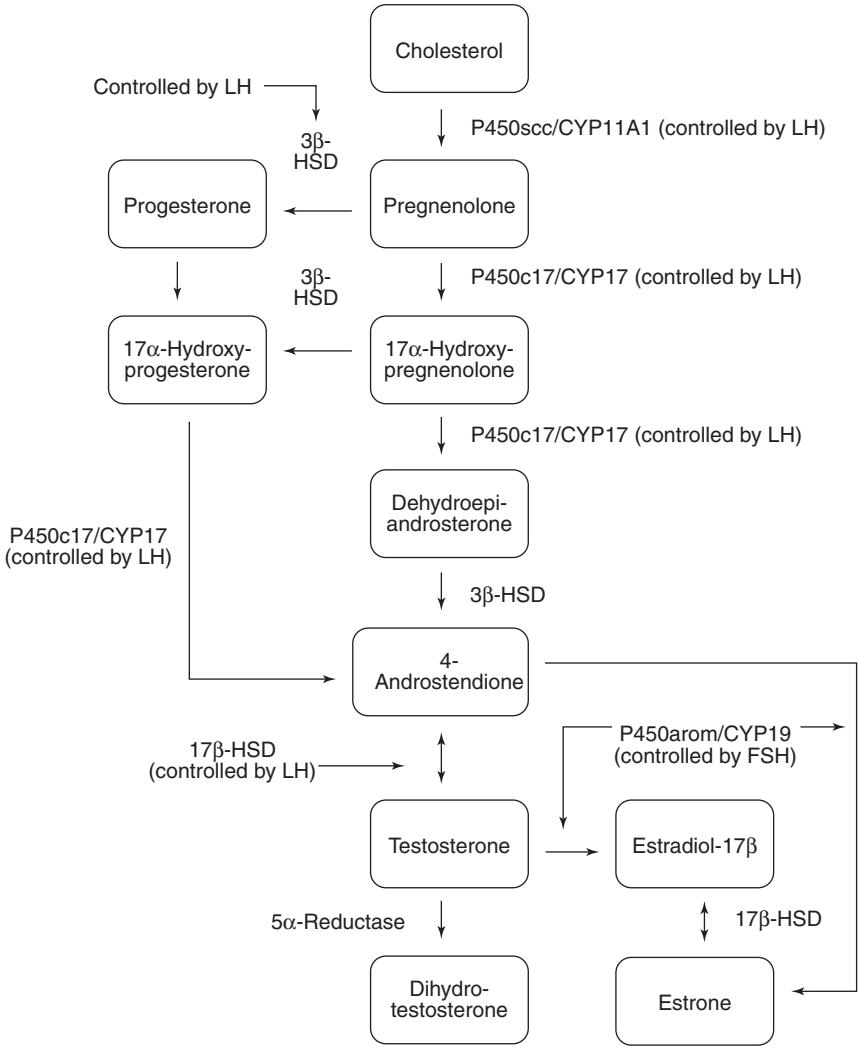 Cholesterol
Controlled by LH
P450scc/CYP11A1 (controlled by LH)
3β-
HSD
Progesterone
Pregnenolone
3β-
HSD
P450c17/CYP17 (controlled by LH)
17α-Hydroxy-
progesterone
17α-Hydroxy-
pregnenolone
P450c17/CYP17 (controlled by LH)
Dehydroepi-
androsterone
P450c17/CYP17
(controlled by LH)
3β-HSD
4-
Androstendione
P450arom/CYP19
(controlled by FSH)
17β-HSD
(controlled by LH)
Testosterone
Estradiol-17β
5α-Reductase
17β-HSD
Dihydro-
testosterone
Estrone